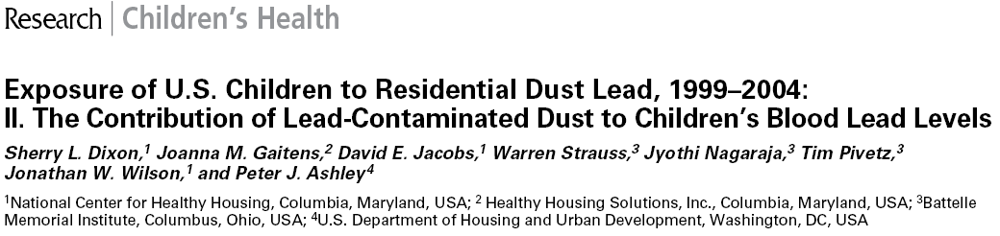 Research | Children's Health
Exposure of U.S. Children to Residential Dust Lead, 1999–2004:
II. The Contribution of Lead-Contaminated Dust to Children's Blood Lead Levels
Sherry L. Dixon,1 Joanna M. Gaitens,2 David E. Jacobs,1 Warren Strauss,3 Jyothi Nagaraja,3 Tim Pivetz,3
Jonathan W. Wilson,1 and Peter J. Ashley4
1National Center for Healthy Housing, Columbia, Maryland, USA; 2 Healthy Housing Solutions, Inc., Columbia, Maryland, USA; 3Battelle
Memorial Institute, Columbus, Ohio, USA; 4U.S. Department of Housing and Urban Development, Washington, DC, USA